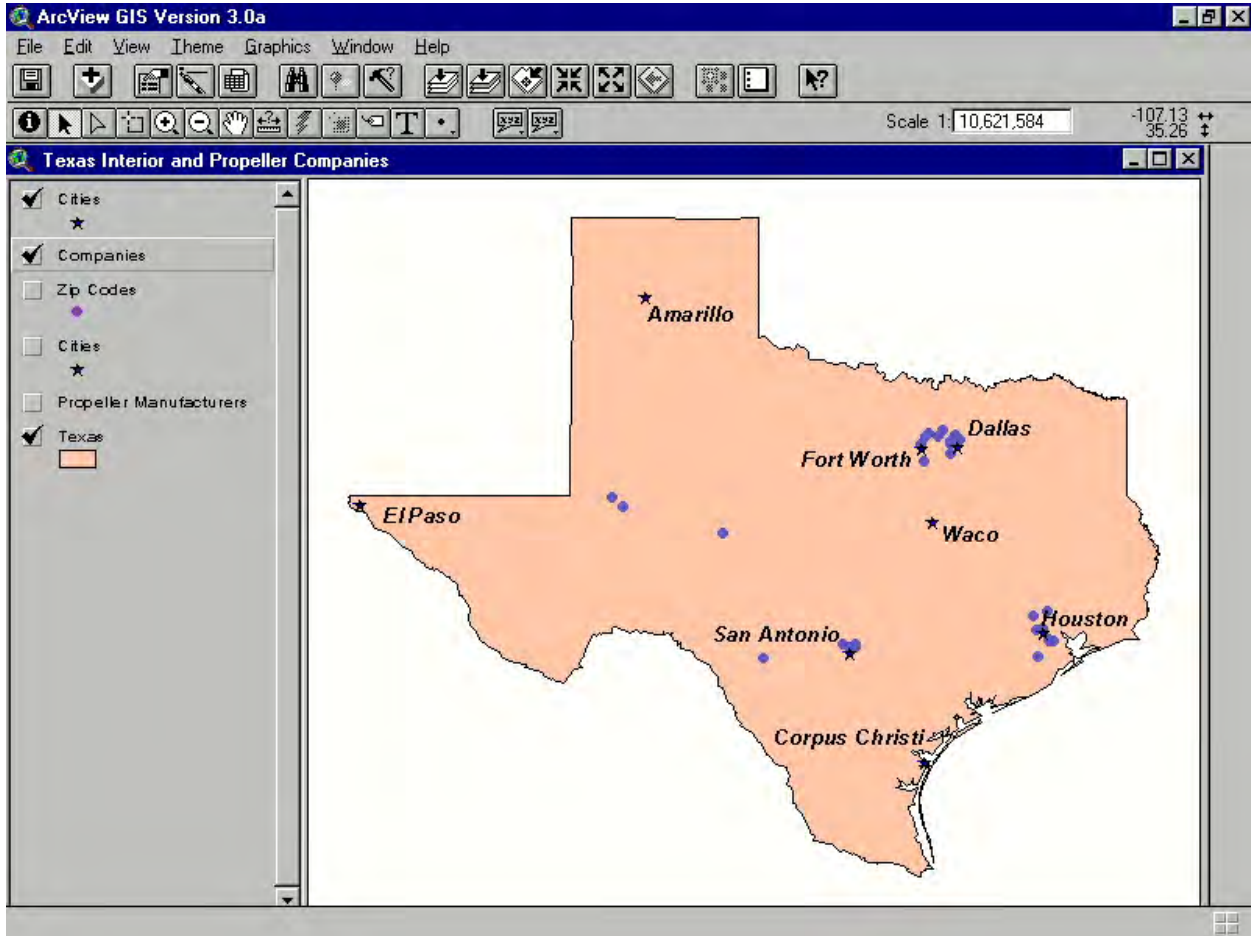 ArcView GIS Version 3.0a
File Edit View Theme Graphics Window Help
Scale 1: 10,621,584
-107.13
35.26
Texas Interior and Propeller Companies
Cities
Companies
Zip Codes
Cities
Propeller Manufacturers
Texas
Amarillo
Dallas
Fort Worth
El Paso
Waco
Houston
San Antonio
Corpus Christi